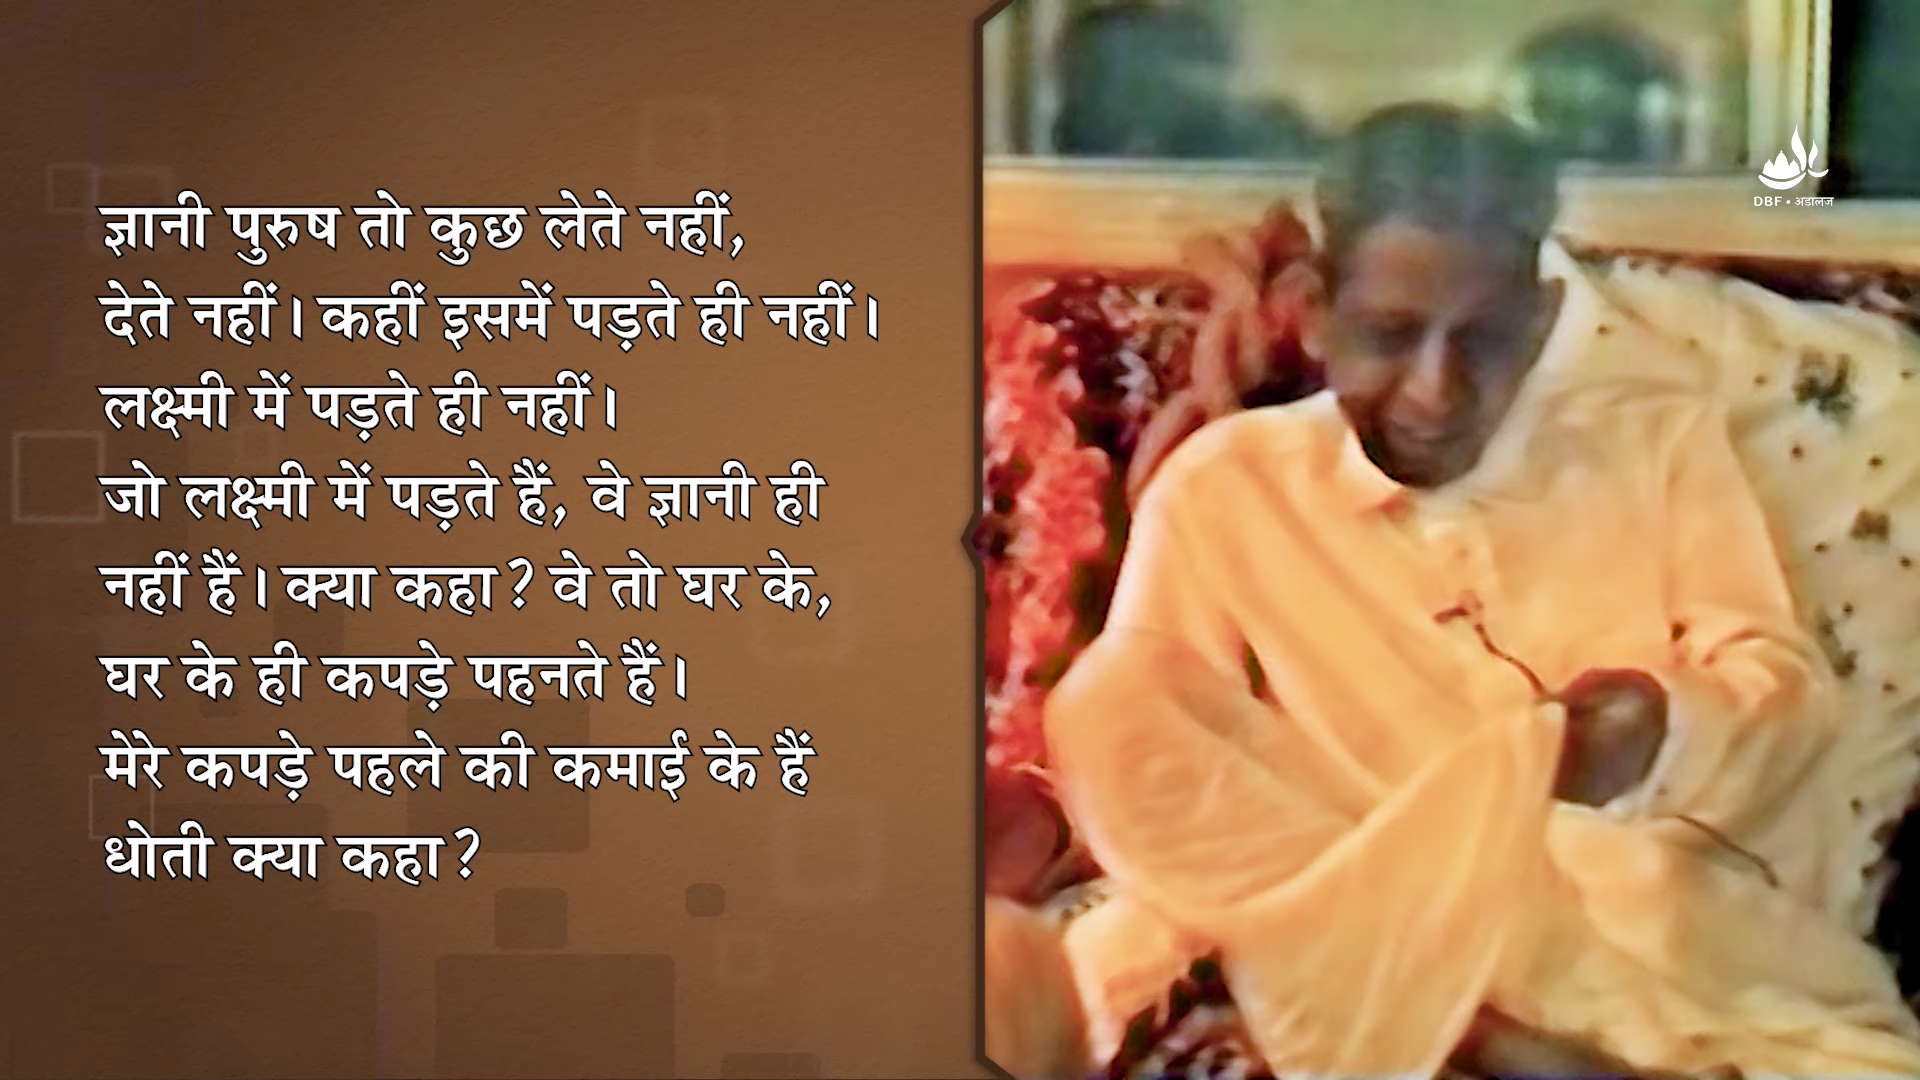 ज्ञानी पुरुष तो कुछ लेते नहीं,
देते नहीं। कहीं इसमें पड़ते ही नहीं।
लक्ष्मी में पड़ते ही नहीं।
जो लक्ष्मी में पड़ते हैं, वे ज्ञानी ही
नहीं हैं। क्या कहा? वे तो घर के,
घर के ही कपड़े पहनते हैं।
मेरे कपड़े पहले की कमाई के हैं
धोती क्या कहा?
DBF • अडालज